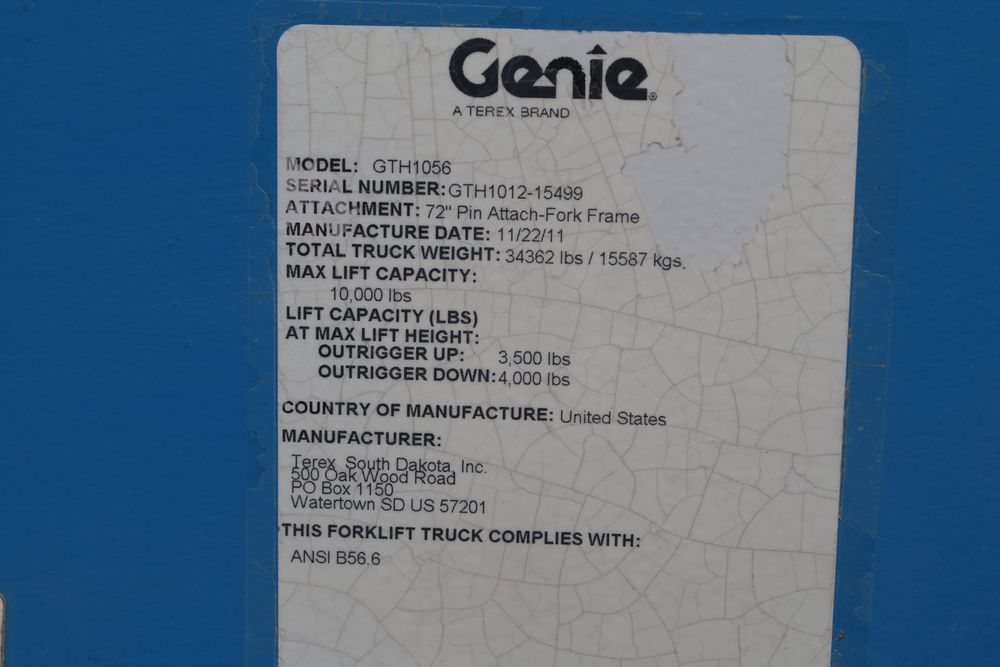 Genie®
A TEREX BRAND
MODEL: GTH1056
SERIAL NUMBER: GTH1012-15499
ATTACHMENT: 72" Pin Attach-Fork Frame
MANUFACTURE DATE: 11/22/11
TOTAL TRUCK WEIGHT: 34362 lbs / 15587 kgs.
MAX LIFT CAPACITY:
10,000 lbs
LIFT CAPACITY (LBS)
AT MAX LIFT HEIGHT:
OUTRIGGER UP: 3,500 lbs
OUTRIGGER DOWN: 4,000 lbs
COUNTRY OF MANUFACTURE: United States
MANUFACTURER:
Terex South Dakota, Inc.
500 Oak Wood Road
PO Box 1150
Watertown SD US 57201
THIS FORKLIFT TRUCK COMPLIES WITH:
ANSI B56.6